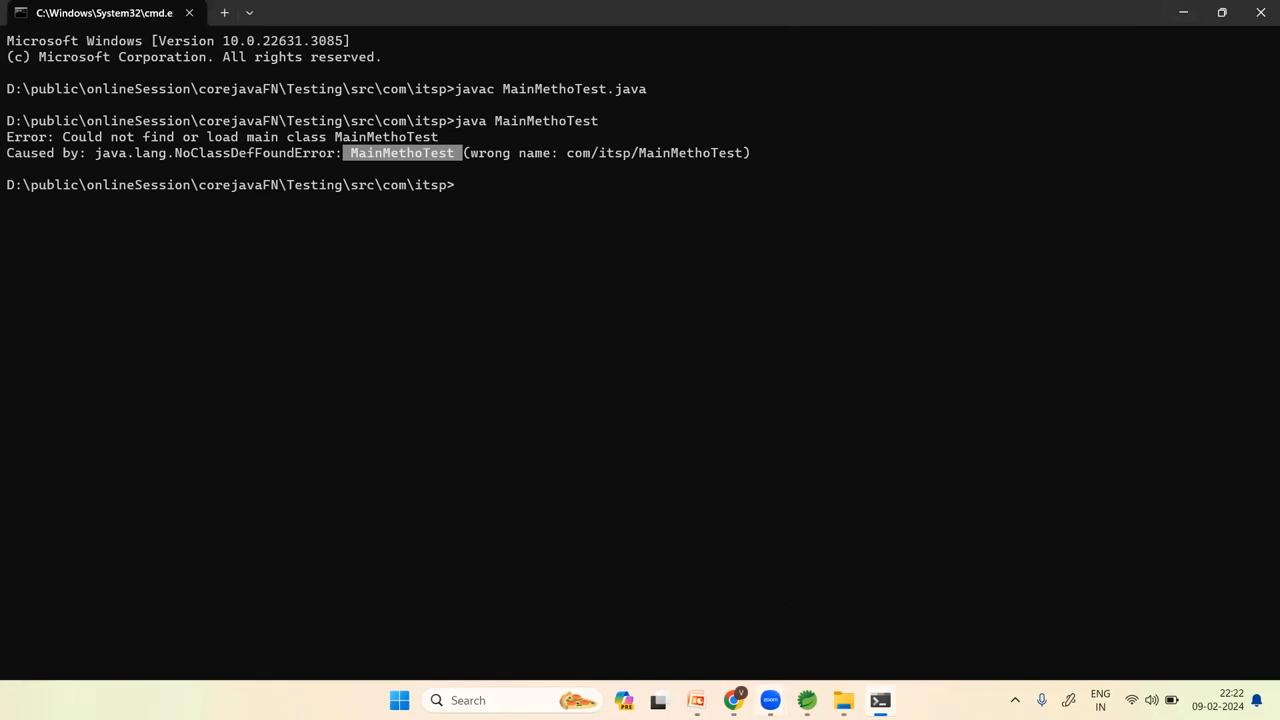 C:\Windows\System32\cmd.e
Microsoft Windows [Version 10.0.22631.3085]
(c) Microsoft Corporation. All rights reserved.
D:\public\onlineSession\corejavaFN\Testing\src\com\itsp>javac MainMethoTest.java
D:\public\onlineSession\corejavaFN\Testing\src\com\itsp>java MainMethoTest
Error: Could not find or load main class MainMethoTest
Caused by: java.lang.NoClassDefFoundError: MainMethoTest (wrong name: com/itsp/MainMethoTest)
D:\public\onlineSession\corejavaFN\Testing\src\com\itsp>
Search
PRE
V
zoom
ENG
IN
22:22
09-02-2024